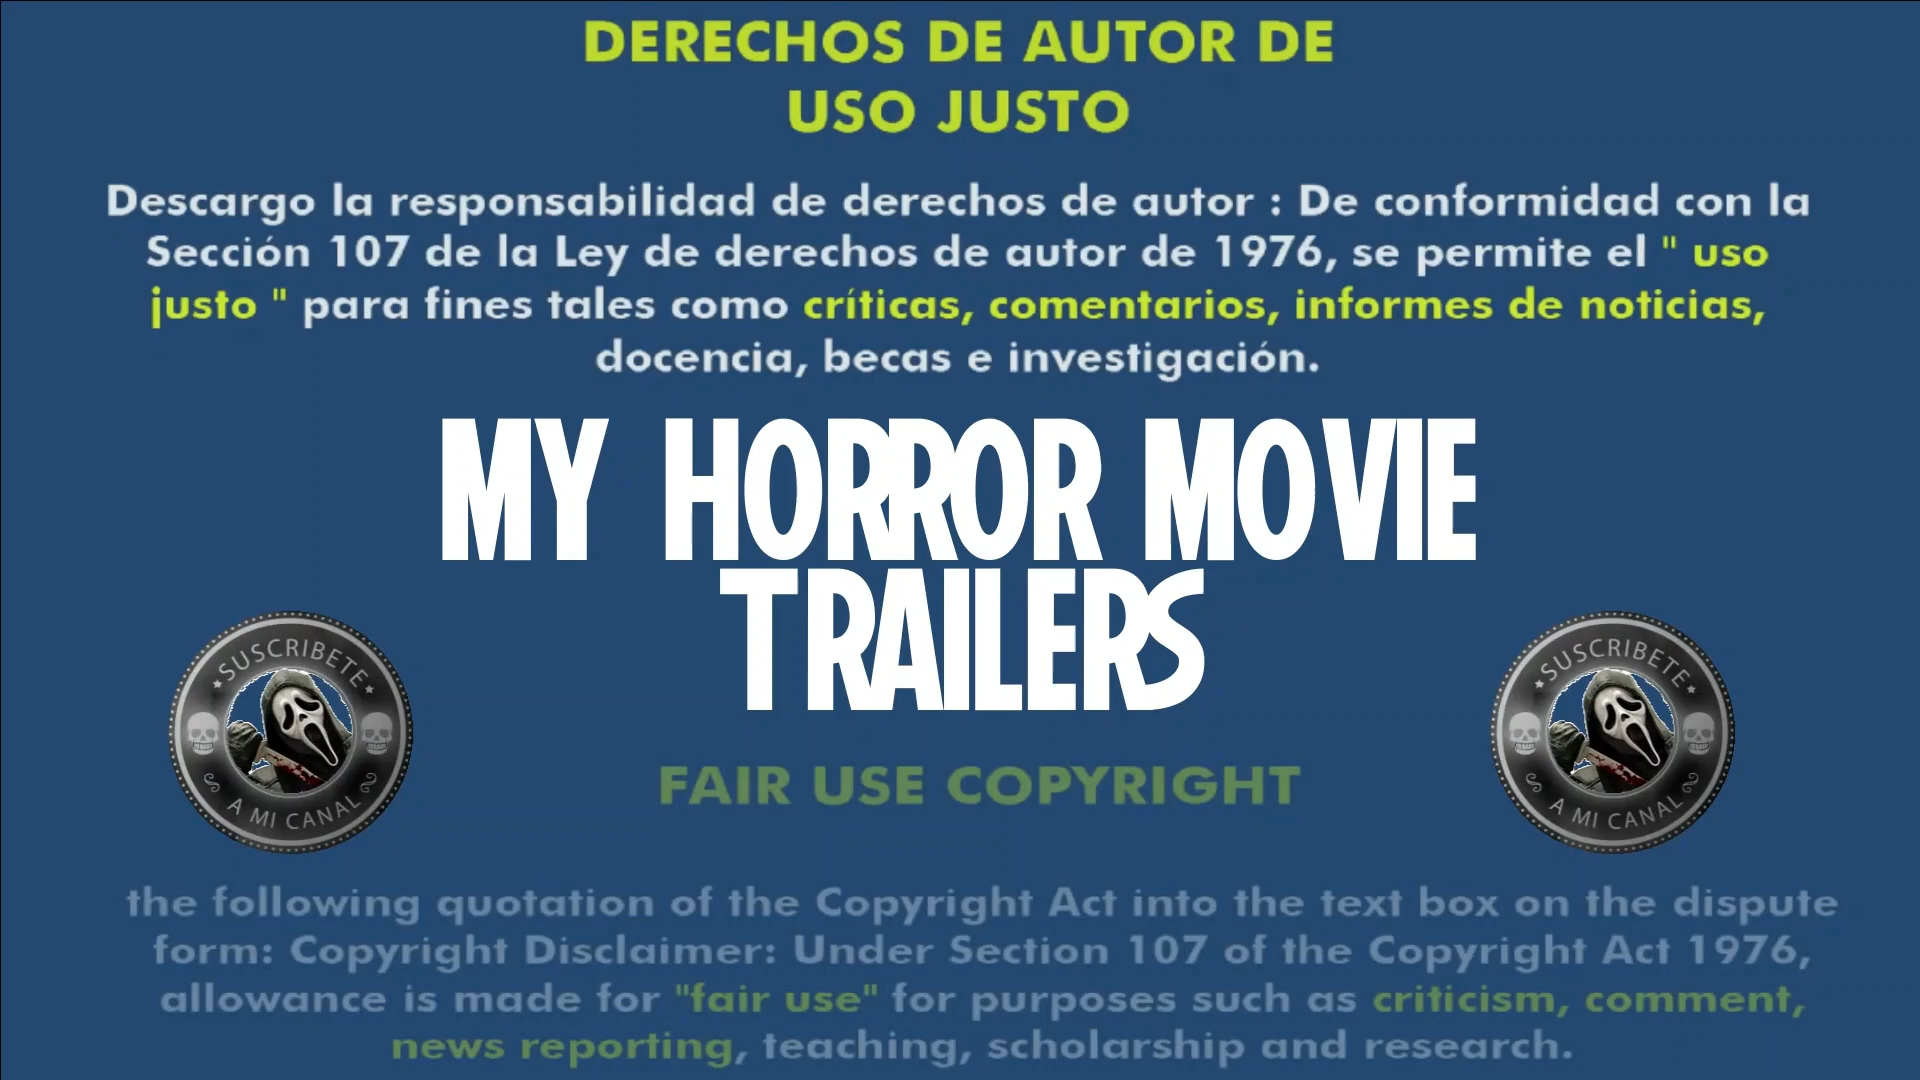 DERECHOS DE AUTOR DE
USO JUSTO
Descargo la responsabilidad de derechos de autor : De conformidad con la
Sección 107 de la Ley de derechos de autor de 1976, se permite el " uso
justo " para fines tales como críticas, comentarios, informes de noticias,
docencia, becas e investigación.
MY HORROR MOVIE
TRAILERS
SUSCRIBETE
A MI CANAL
SUSCRIBETE
A MI CANAL
FAIR USE COPYRIGHT
the following quotation of the Copyright Act into the text box on the dispute
form: Copyright Disclaimer: Under Section 107 of the Copyright Act 1976,
allowance is made for "fair use" for purposes such as criticism, comment,
news reporting, teaching, scholarship and research.